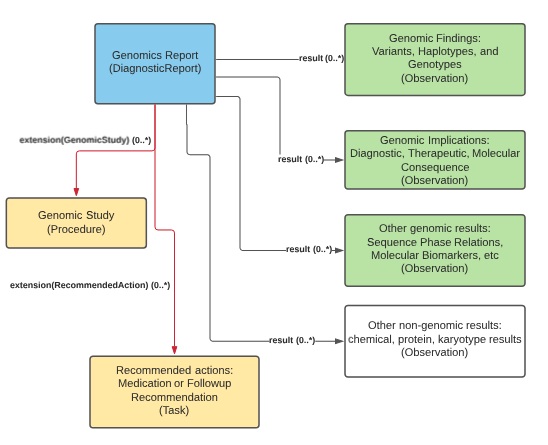 Genomics Report
(DiagnosticReport)
result (0..*)
Genomic Findings:
Variants, Haplotypes, and
Genotypes
(Observation)
extension(GenomicStudy) (0..*)
result (0..*)
Genomic Implications:
Diagnostic, Therapeutic, Molecular
Consequence
(Observation)
Genomic Study
(Procedure)
result (0..*)
Other genomic results:
Sequence Phase Relations,
Molecular Biomarkers, etc
(Observation)
extension(RecommendedAction) (0..*)
result (0..*)
Other non-genomic results:
chemical, protein, karyotype results
(Observation)
Recommended actions:
Medication or Followup
Recommendation
(Task)